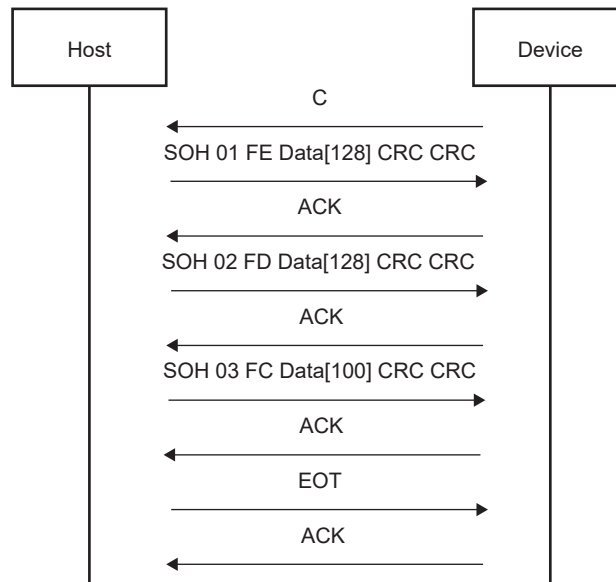 Host
Device
C
SOH 01 FE Data[128] CRC CRC
ACK
SOH 02 FD Data[128] CRC CRC
ACK
SOH 03 FC Data[100] CRC CRC
ACK
EOT
ACK